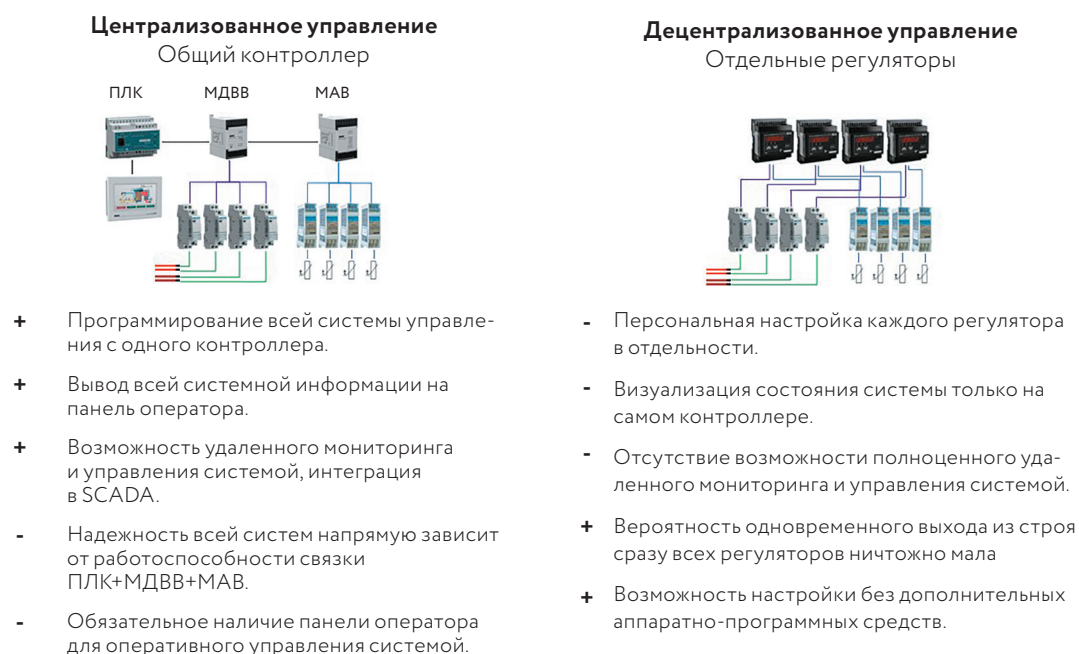 Централизованное управление
Общий контроллер
ПЛК МДВВ МАВ
+ Программирование всей системы управле-
ния с одного контроллера.
+ Вывод всей системной информации на
панель оператора.
+ Возможность удаленного мониторинга
и управления системой, интеграция
в SCADA.
- Надежность всей систем напрямую зависит
от работоспособности связки
ПЛК+МДВВ+МАВ.
- Обязательное наличие панели оператора
для оперативного управления системой.
Децентрализованное управление
Отдельные регуляторы
- Персональная настройка каждого регулятора
в отдельности.
- Визуализация состояния системы только на
самом контроллере.
- Отсутствие возможности полноценного уда-
ленного мониторинга и управления системой.
+ Вероятность одновременного выхода из строя
сразу всех регуляторов ничтожно мала
+ Возможность настройки без дополнительных
аппаратно-программных средств.